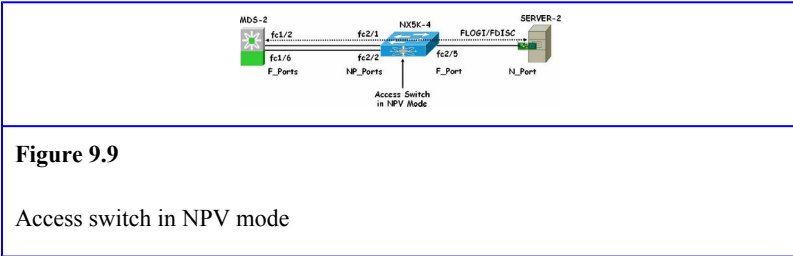 MDS-2 NX5K-4 SERVER-2
fc1/2 fc2/1 FLOGI/FDISC
fc1/6 fc2/2 fc2/5
F_Ports NP_Ports F_Port N_Port
Access Switch
in NPV Mode
Figure 9.9
Access switch in NPV mode